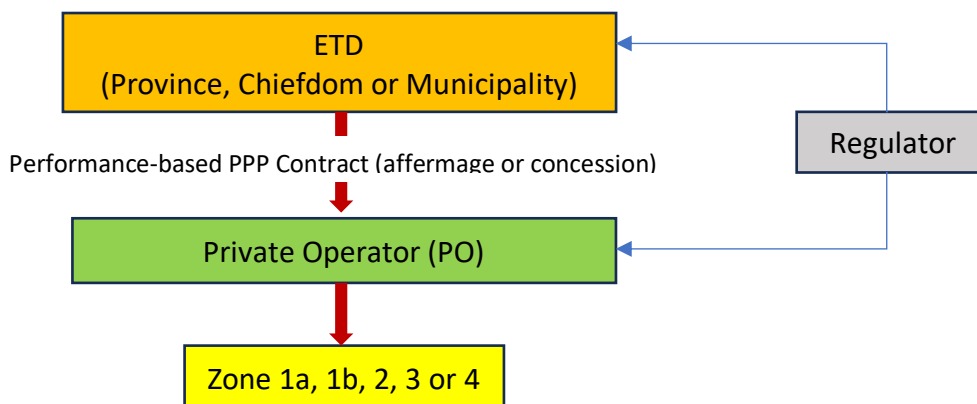 ETD
(Province, Chiefdom or Municipality)
Regulator
Performance-based PPP Contract (affermage or concession)
Private Operator (PO)
Zone 1a, 1b, 2, 3 or 4